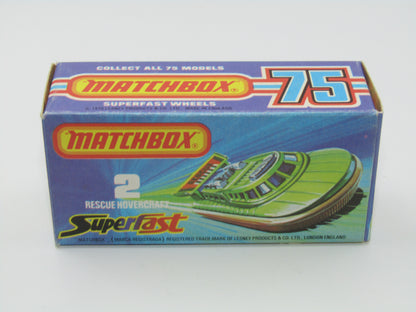 COLLECT ALL 75 MODELS
MATCHBOX ®
75
SUPERFAST WHEELS
MATCHBOX ®
2
RESCUE HOVERCRAFT
SuperFast
MATCHBOX (MARCA REGISTRADA) REGISTERED TRADE MARK OF LESNEY PRODUCTS & CO LTD., LONDON ENGLAND